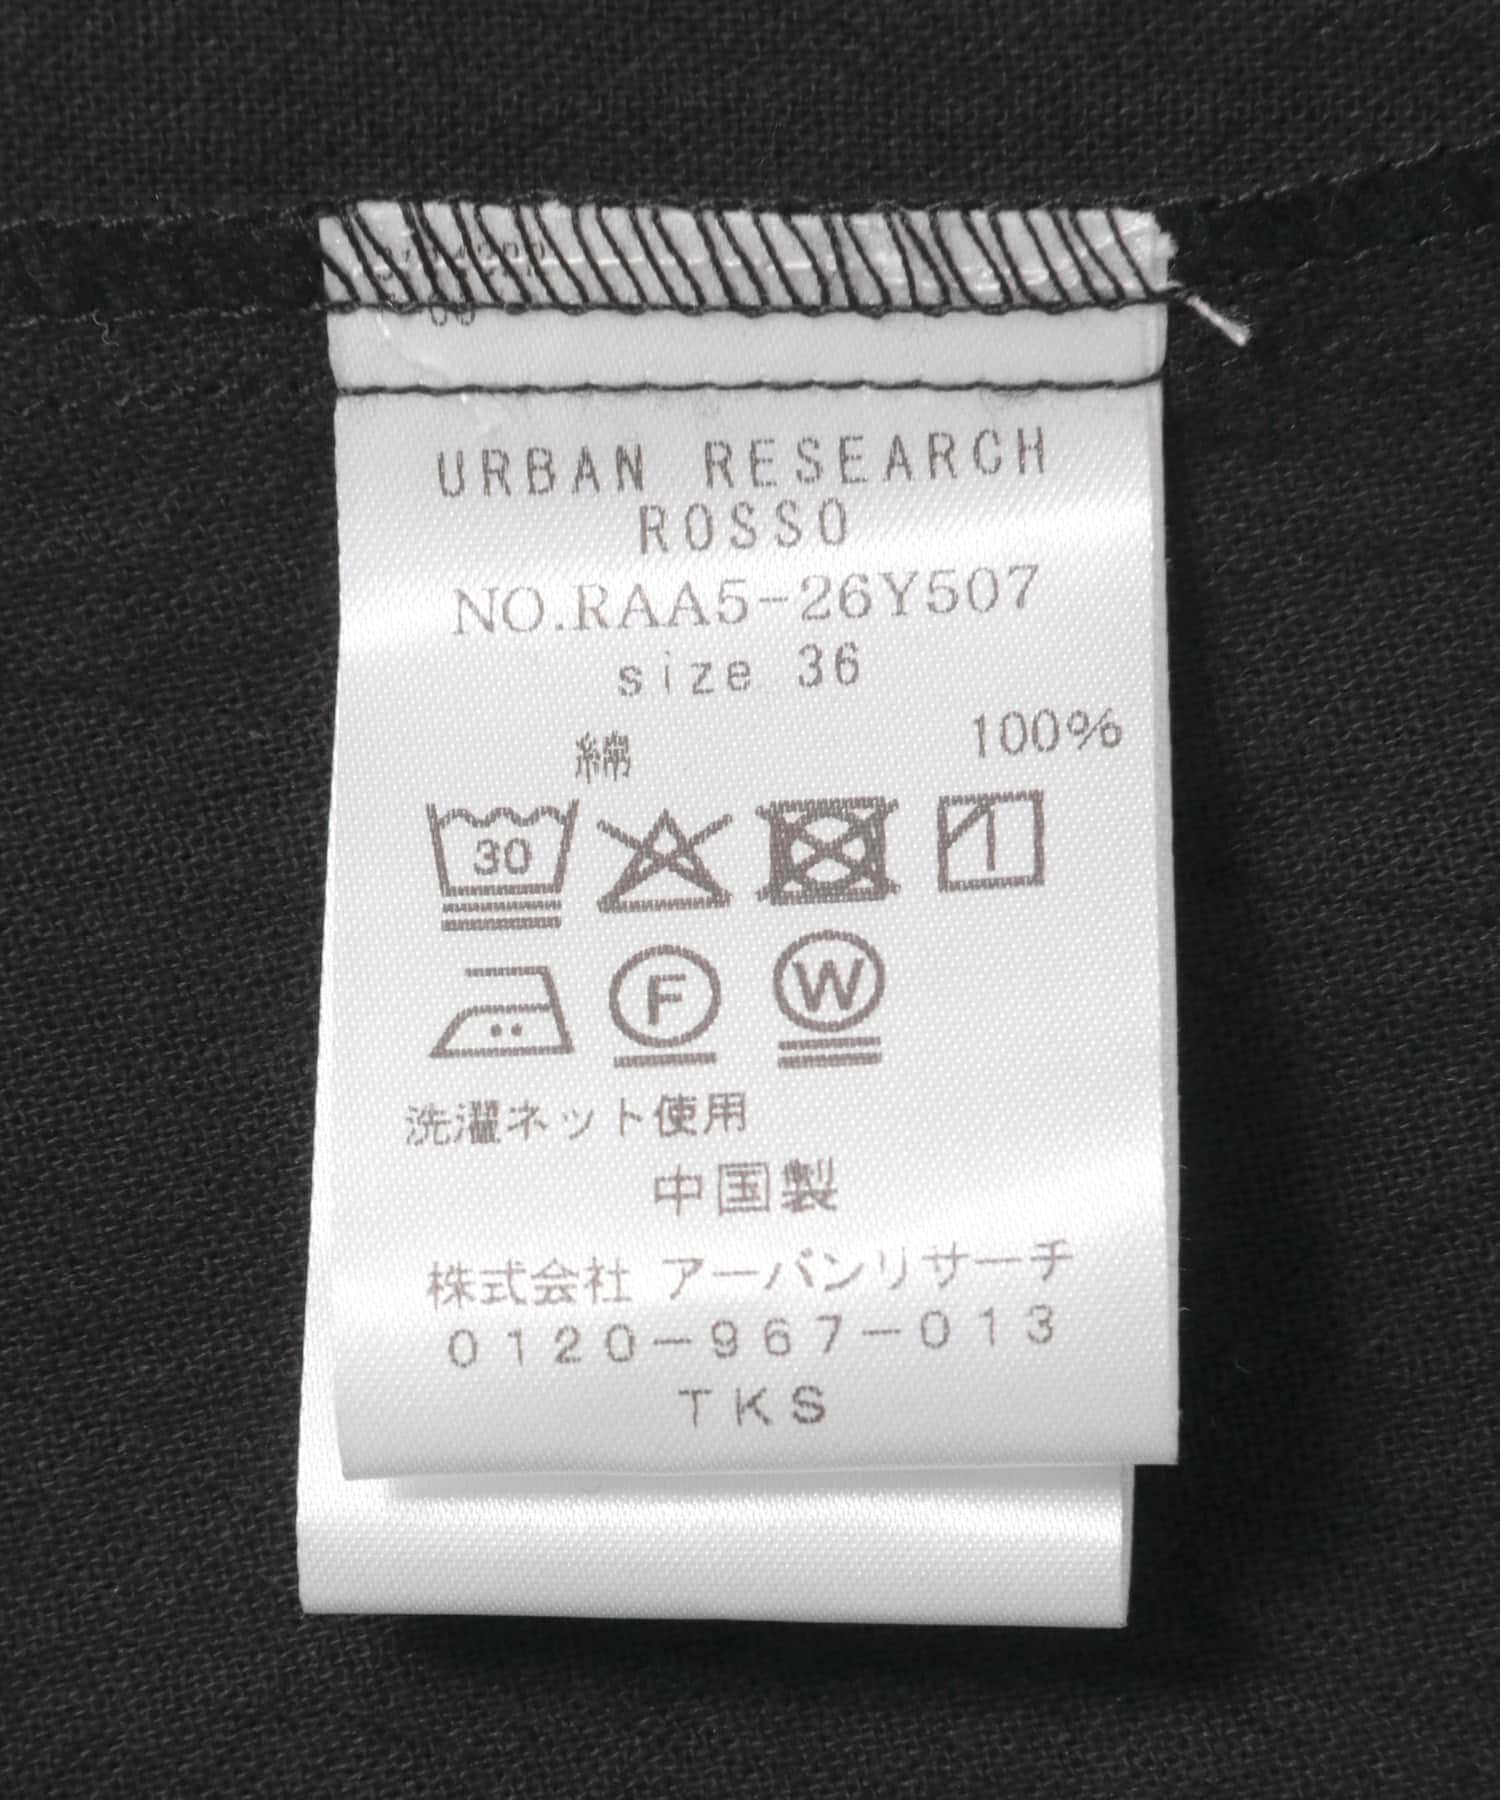 URBAN RESEARCH
ROSSO
NO.RAA5-26Y507
size 36
綿 100%
30
F W
洗濯ネット使用
中国製
株式会社 アーバンリサーチ
0120-967-013
TKS